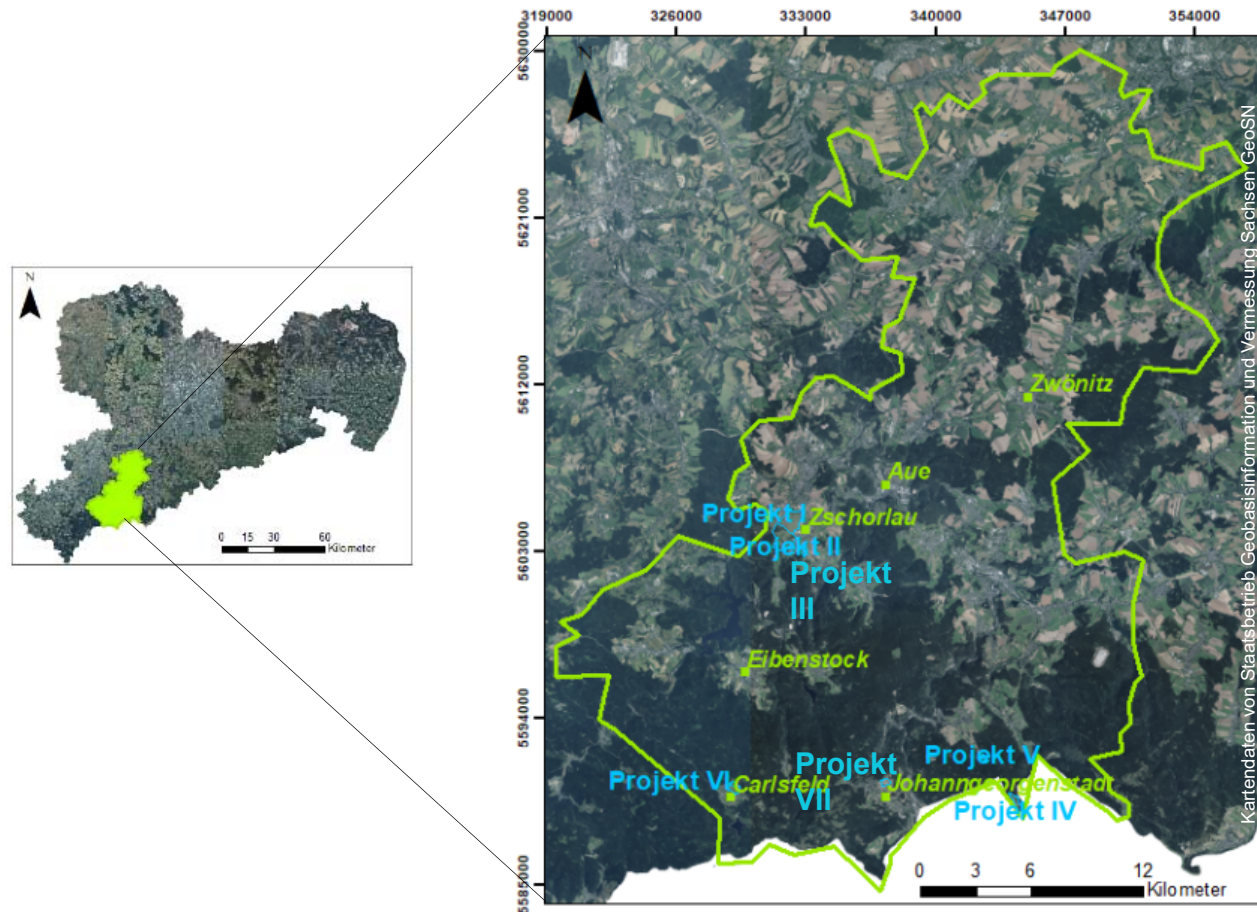 319000 326000 333000 340000 347000 354000
5630000
5621000
5612000
5603000
5594000
5585000
N
N
0 15 30 60
Kilometer
Zwönitz
Aue
Projekt I
Zschorlau
Projekt II
Projekt
III
Eibenstock
Projekt V
Projekt VI
Carlsfeld
Projekt
VII
Johanngeorgenstadt
Projekt IV
0 3 6 12
Kilometer
Kartendaten von Staatsbetrieb Geobasisinformation und Vermessung Sachsen GeoSN